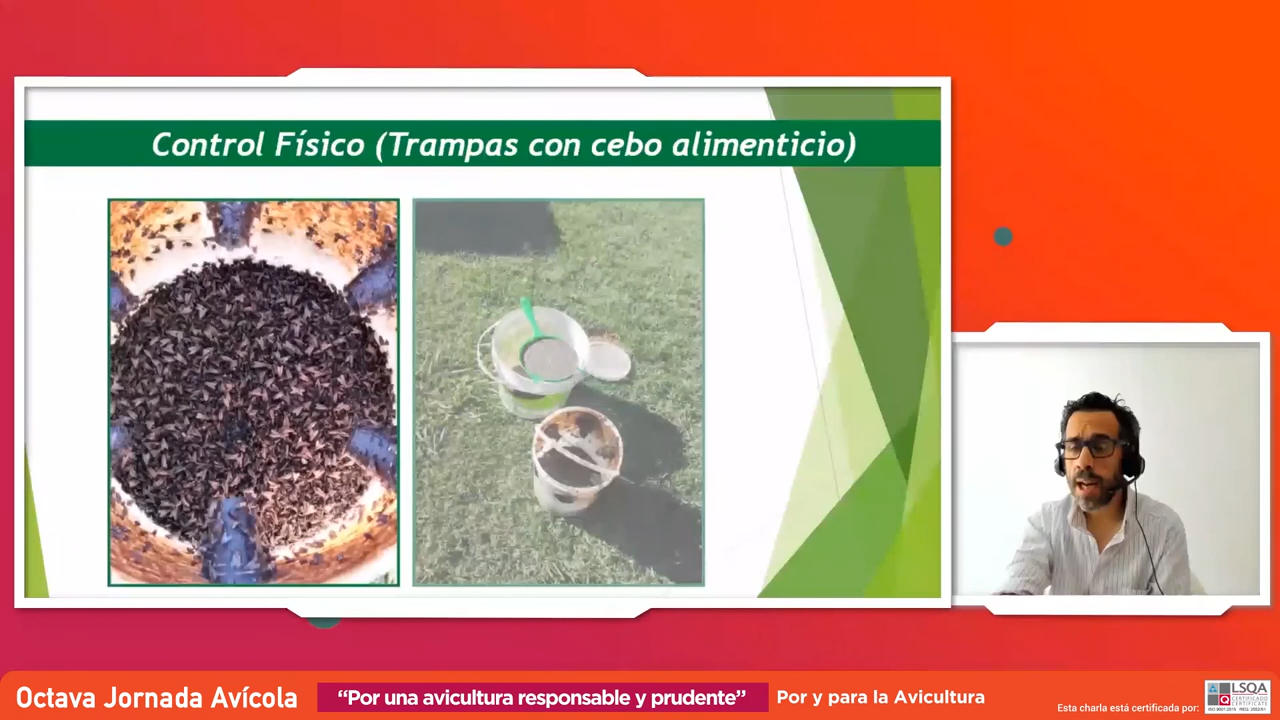 Control Físico (Trampas con cebo alimenticio)
Octava Jornada Avícola
“Por una avicultura responsable y prudente”
Por y para la Avicultura
Esta charla está certificada por:
LSQA